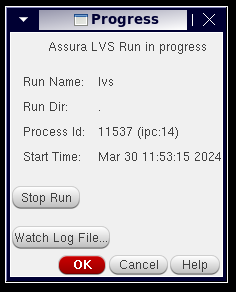 Progress
Assura LVS Run in progress
Run Name: lvs
Run Dir: .
Process Id: 11537 (ipc:14)
Start Time: Mar 30 11:53:15 2024
Stop Run
Watch Log File...
OK Cancel Help